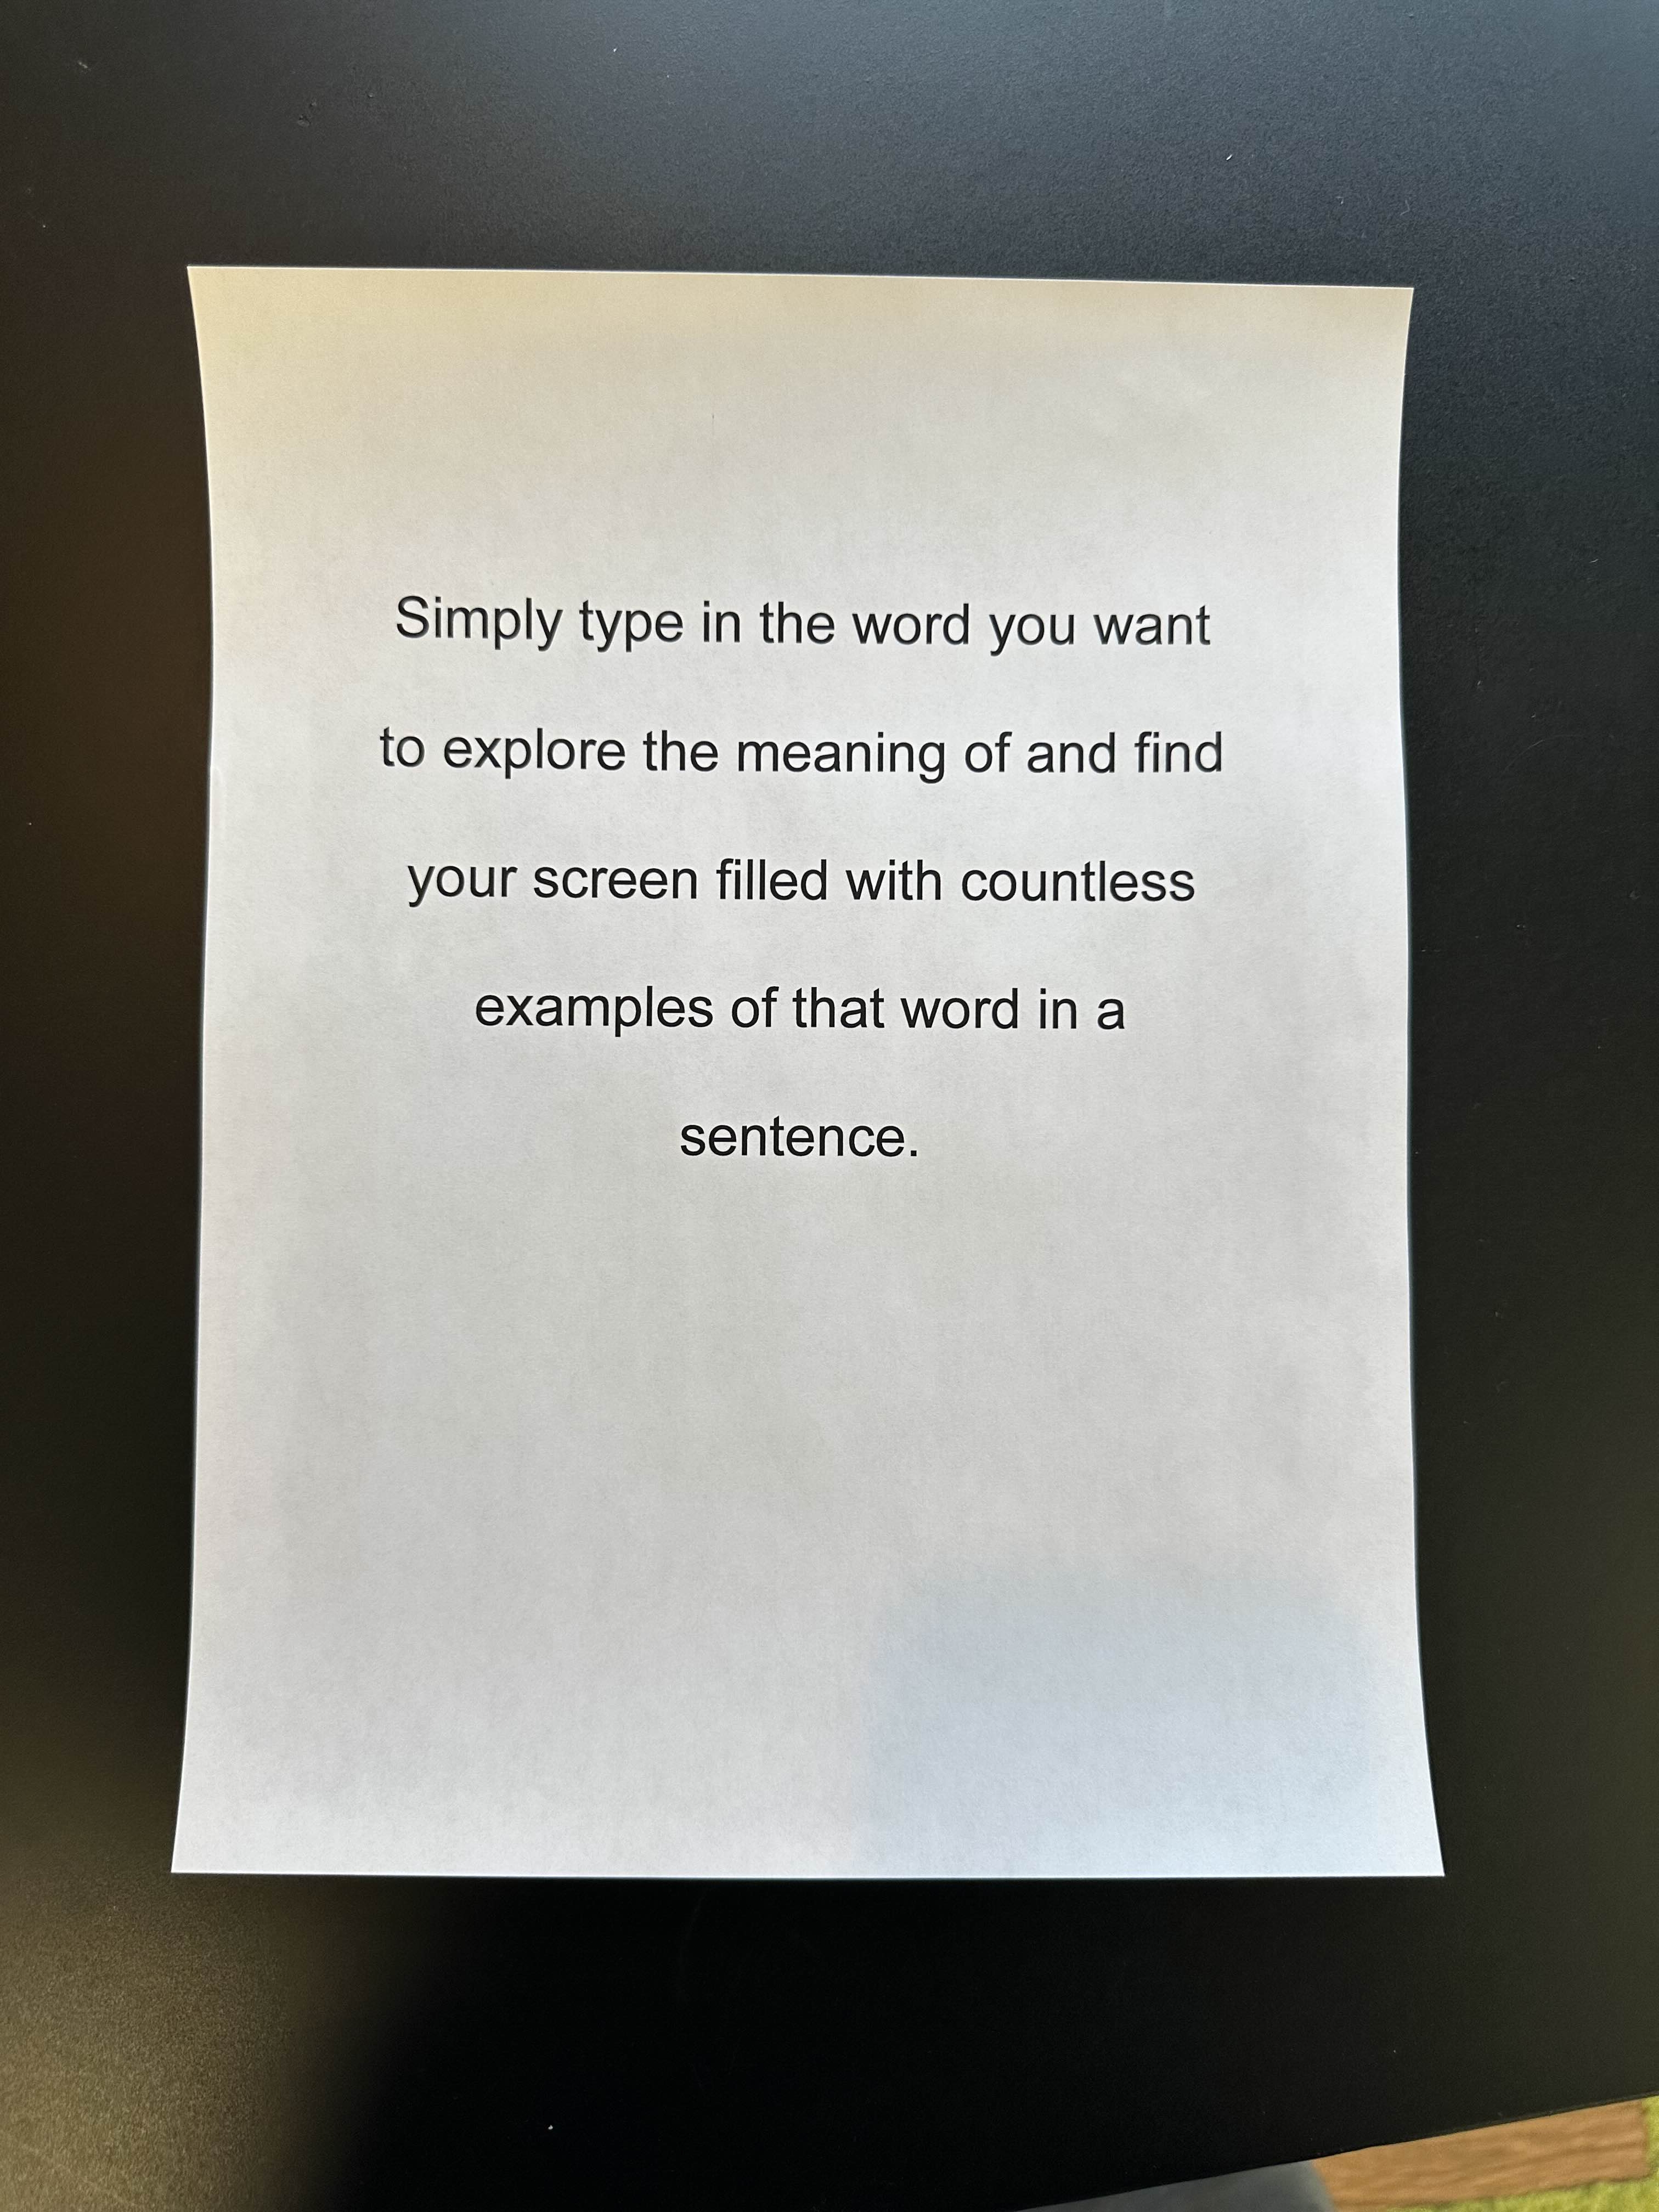 Simply type in the word you want
to explore the meaning of and find
your screen filled with countless
examples of that word in a
sentence.